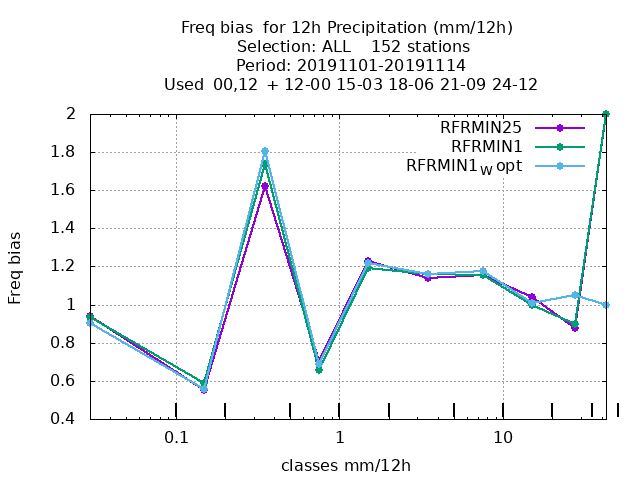 Freq bias  for 12h Precipitation (mm/12h)
Selection: ALL    152 stations
Period: 20191101-20191114
Used  00,12  + 12-00 15-03 18-06 21-09 24-12
RFRMIN25
RFRMIN1
RFRMIN1W opt
2
1.8
1.6
1.4
1.2
1
0.8
0.6
0.4
Freq bias
0.1 1 10
classes mm/12h